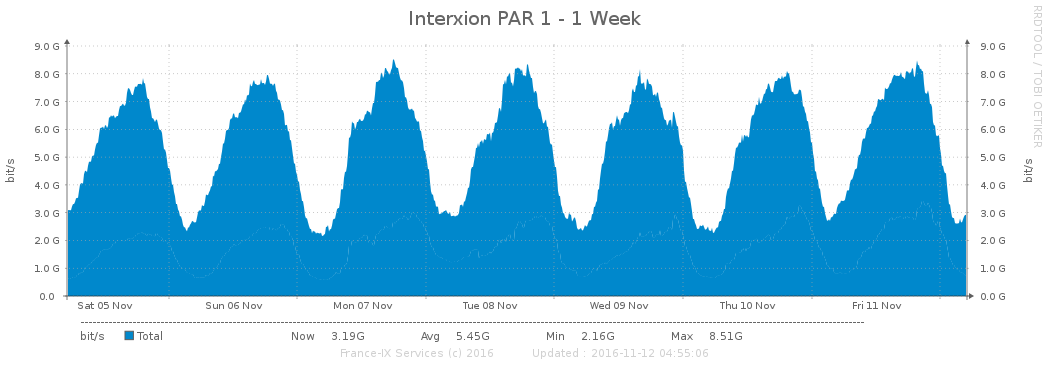 Interxion PAR 1 - 1 Week
RRDTOOL / TOBI OETIKER
bit/s
9.0 G
8.0 G
7.0 G
6.0 G
5.0 G
4.0 G
3.0 G
2.0 G
1.0 G
0.0
9.0 G
8.0 G
7.0 G
6.0 G
5.0 G
4.0 G
3.0 G
2.0 G
1.0 G
0.0 G
bit/s
Sat 05 Nov Sun 06 Nov Mon 07 Nov Tue 08 Nov Wed 09 Nov Thu 10 Nov Fri 11 Nov
bit/s Total Now 3.19G Avg 5.45G Min 2.16G Max 8.51G
France-IX Services (c) 2016 Updated : 2016-11-12 04:55:06